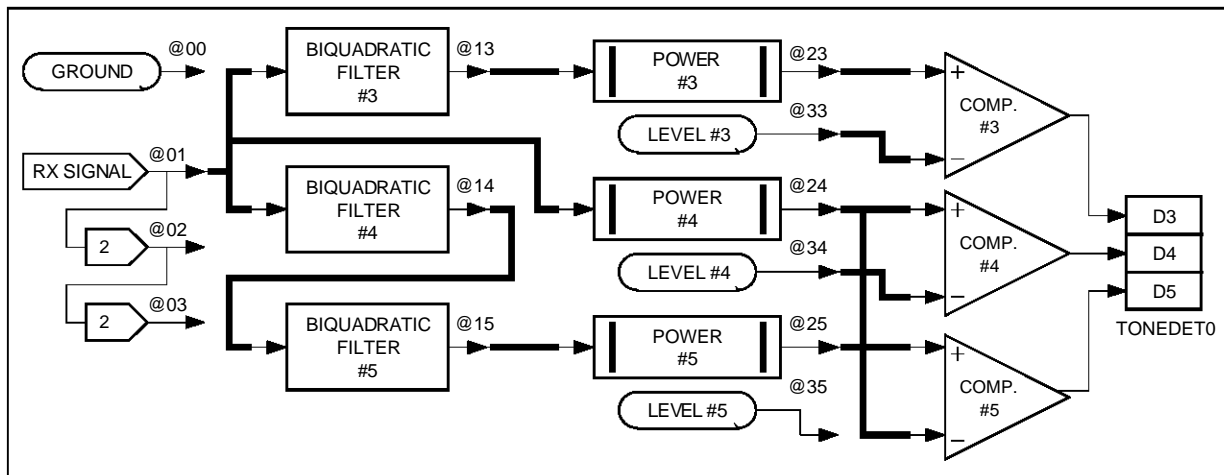 GROUND
@00
BIQUADRATIC
FILTER
#3
@13
POWER
#3
@23
+
−
COMP.
#3
LEVEL #3
@33
RX SIGNAL
@01
BIQUADRATIC
FILTER
#4
@14
POWER
#4
@24
+
−
COMP.
#4
LEVEL #4
@34
2
@02
2
@03
BIQUADRATIC
FILTER
#5
@15
POWER
#5
@25
+
−
COMP.
#5
LEVEL #5
@35
D3
D4
D5
TONEDET0